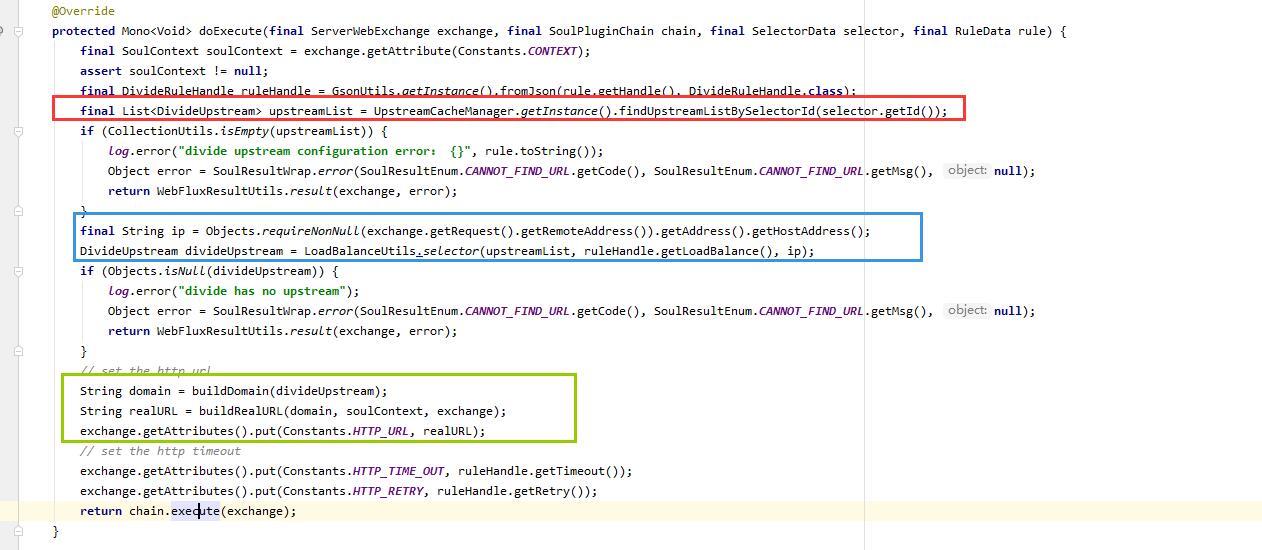 @Override
protected Mono<Void> doExecute(final ServerWebExchange exchange, final SoulPluginChain chain, final SelectorData selector, final RuleData rule) {
final SoulContext soulContext = exchange.getAttribute(Constants.CONTEXT);
assert soulContext != null;
final DivideRuleHandle ruleHandle = GsonUtils.getInstance().fromJson(rule.getHandle(), DivideRuleHandle.class);
final List<DivideUpstream> upstreamList = UpstreamCacheManager.getInstance().findUpstreamListBySelectorId(selector.getId());
if (CollectionUtils.isEmpty(upstreamList)) {
log.error("divide upstream configuration error： {}", rule.toString());
Object error = SoulResultWrap.error(SoulResultEnum.CANNOT_FIND_URL.getCode(), SoulResultEnum.CANNOT_FIND_URL.getMsg(), object: null);
return WebFluxResultUtils.result(exchange, error);
}
final String ip = Objects.requireNonNull(exchange.getRequest().getRemoteAddress()).getAddress().getHostAddress();
DivideUpstream divideUpstream = LoadBalanceUtils.selector(upstreamList, ruleHandle.getLoadBalance(), ip);
if (Objects.isNull(divideUpstream)) {
log.error("divide has no upstream");
Object error = SoulResultWrap.error(SoulResultEnum.CANNOT_FIND_URL.getCode(), SoulResultEnum.CANNOT_FIND_URL.getMsg(), object: null);
return WebFluxResultUtils.result(exchange, error);
}
// set the http url
String domain = buildDomain(divideUpstream);
String realURL = buildRealURL(domain, soulContext, exchange);
exchange.getAttributes().put(Constants.HTTP_URL, realURL);
// set the http timeout
exchange.getAttributes().put(Constants.HTTP_TIME_OUT, ruleHandle.getTimeout());
exchange.getAttributes().put(Constants.HTTP_RETRY, ruleHandle.getRetry());
return chain.execute(exchange);
}